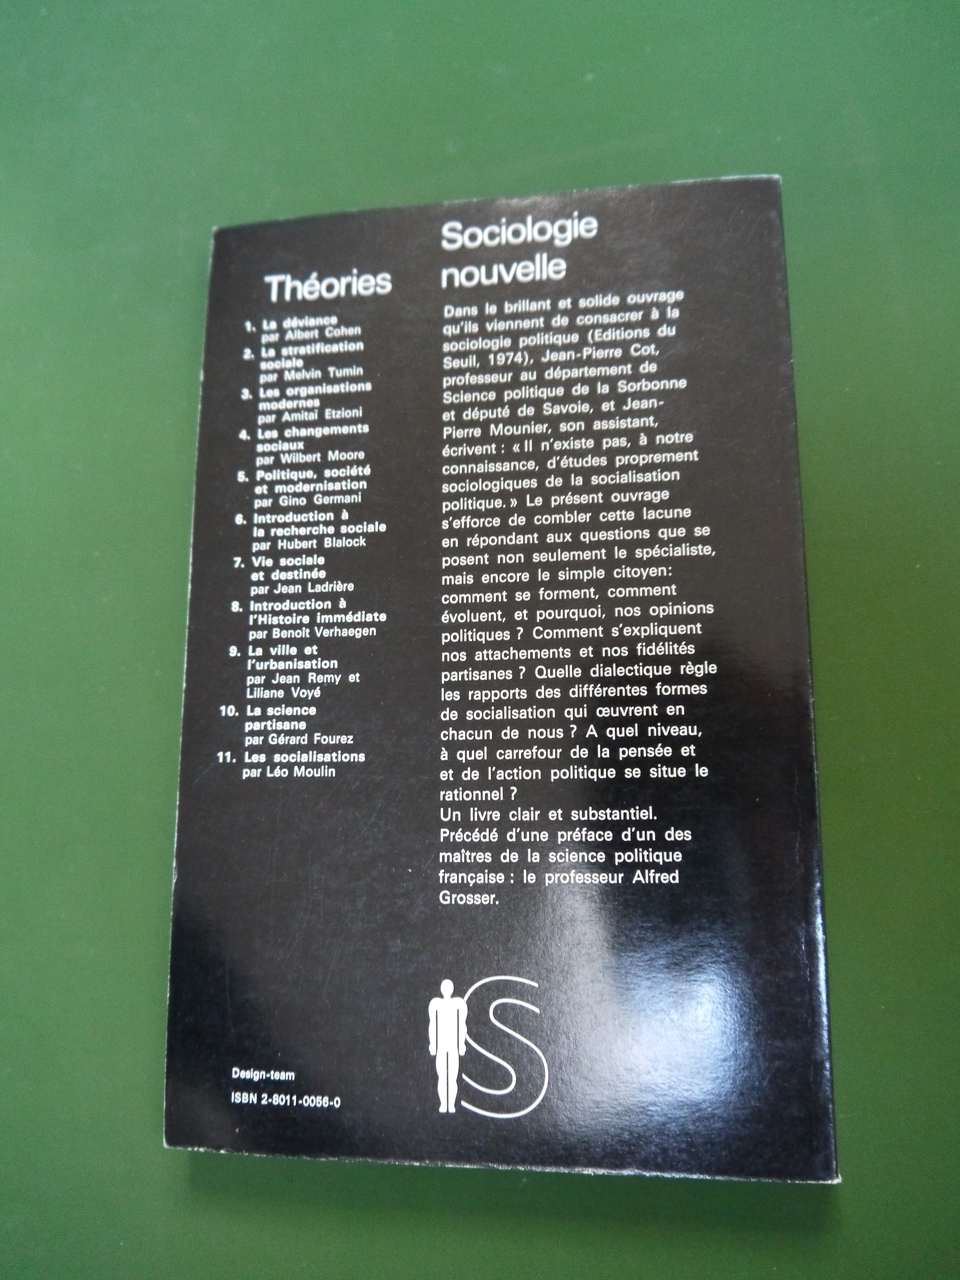 Théories
1. La déviance
par Albert Cohen
2. La stratification
sociale
par Melvin Tumin
3. Les organisations
modernes
par Amitaï Etzioni
4. Les changements
sociaux
par Wilbert Moore
5. Politique, société
et modernisation
par Gino Germani
6. Introduction à
la recherche sociale
par Hubert Blalock
7. Vie sociale
et destinée
par Jean Ladrière
8. Introduction à
l'Histoire immédiate
par Benoit Verhaegen
9. La ville et
l'urbanisation
par Jean Remy et
Liliane Voyé
10. La science
partisane
par Gérard Fourez
11. Les socialisations
par Léo Moulin
Sociologie
nouvelle
Dans le brillant et solide ouvrage
qu'ils viennent de consacrer à la
sociologie politique (Editions du
Seuil, 1974), Jean-Pierre Cot,
professeur au département de
Science politique de la Sorbonne
et député de Savoie, et Jean-
Pierre Mounier, son assistant,
écrivent : « Il n'existe pas, à notre
connaissance, d'études proprement
sociologiques de la socialisation
politique. » Le présent ouvrage
s'efforce de combler cette lacune
en répondant aux questions que se
posent non seulement le spécialiste,
mais encore le simple citoyen:
comment se forment, comment
évoluent, et pourquoi, nos opinions
politiques ? Comment s'expliquent
nos attachements et nos fidélités
partisanes ? Quelle dialectique règle
les rapports des différentes formes
de socialisation qui œuvrent en
chacun de nous ? A quel niveau,
à quel carrefour de la pensée et
et de l'action politique se situe le
rationnel ?
Un livre clair et substantiel.
Précédé d'une préface d'un des
maîtres de la science politique
française : le professeur Alfred
Grosser.
S
Design-team
ISBN 2-8011-0056-0